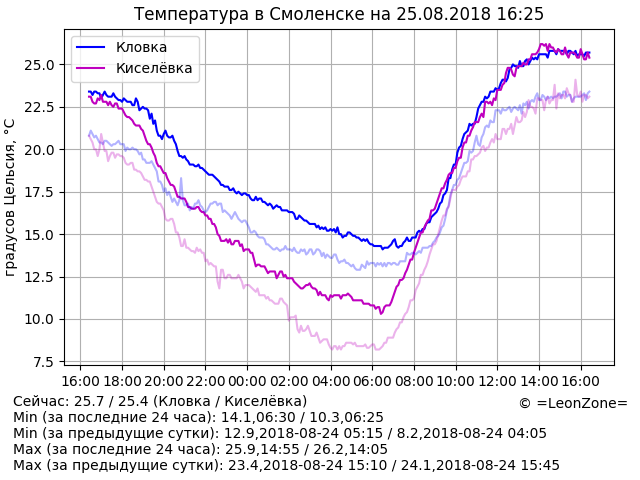 Температура в Смоленске на 25.08.2018 16:25
Кловка
Киселёвка
градусов Цельсия, °C
25.0
22.5
20.0
17.5
15.0
12.5
10.0
7.5
16:00 18:00 20:00 22:00 00:00 02:00 04:00 06:00 08:00 10:00 12:00 14:00 16:00
Сейчас: 25.7 / 25.4 (Кловка / Киселёвка)
© =LeonZone=
Min (за последние 24 часа): 14.1,06:30 / 10.3,06:25
Min (за предыдущие сутки): 12.9,2018-08-24 05:15 / 8.2,2018-08-24 04:05
Max (за последние 24 часа): 25.9,14:55 / 26.2,14:05
Max (за предыдущие сутки): 23.4,2018-08-24 15:10 / 24.1,2018-08-24 15:45